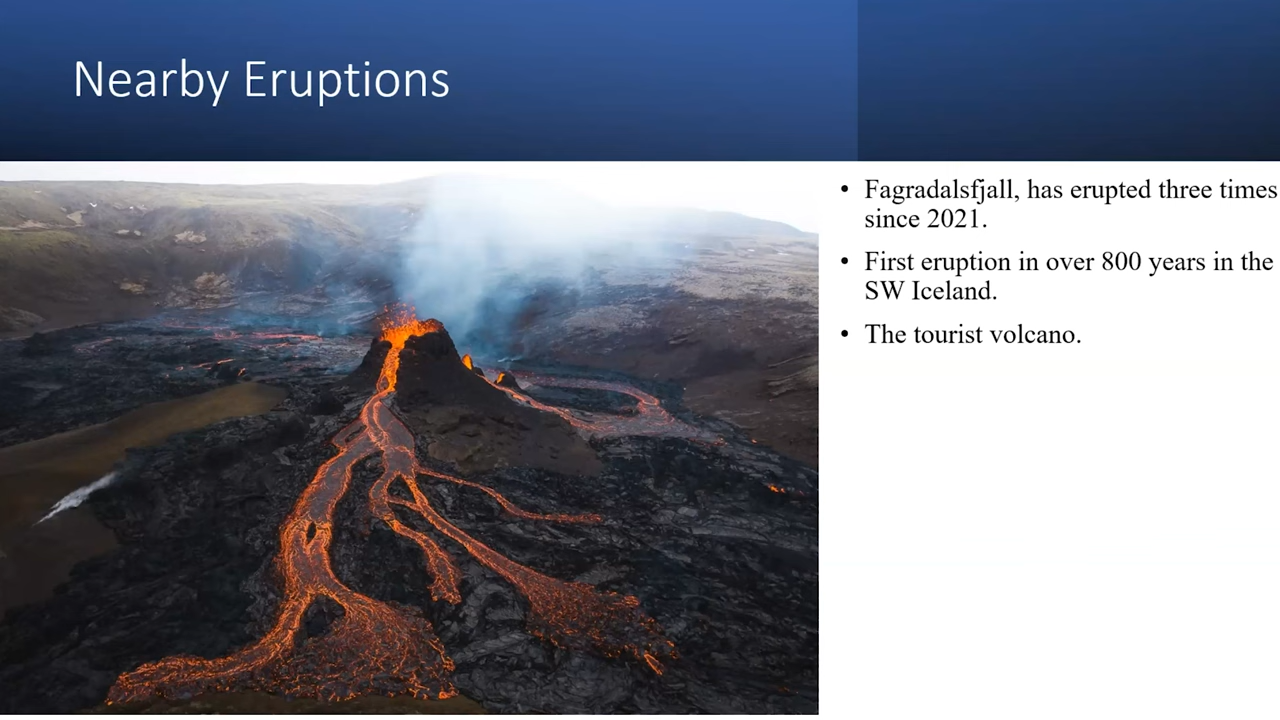 Nearby Eruptions
• Fagradalsfjall, has erupted three times
since 2021.
• First eruption in over 800 years in the
SW Iceland.
• The tourist volcano.